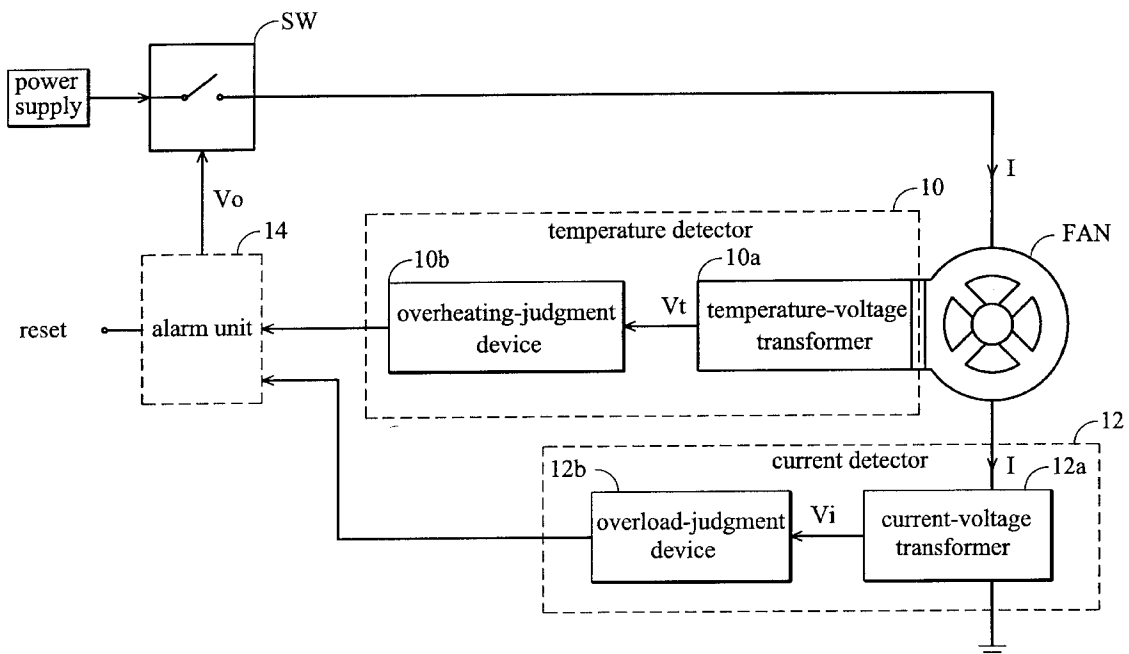 SW
power
supply
I
Vo
10
14
temperature detector
FAN
10b
10a
reset
alarm unit
overheating-judgment
device
Vt
temperature-voltage
transformer
12
current detector
I
12b
12a
overload-judgment
device
Vi
current-voltage
transformer